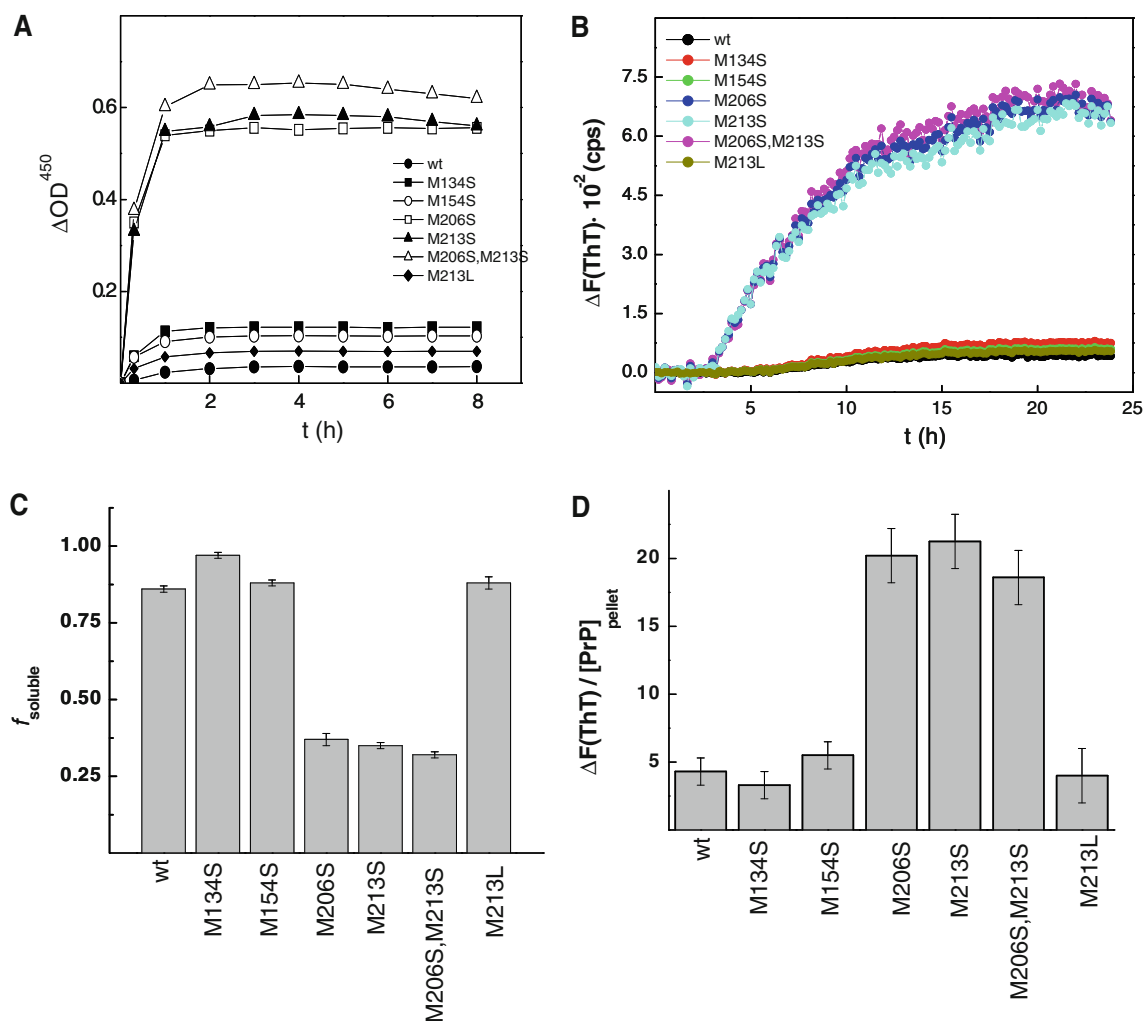 A
ΔOD⁴⁵⁰
0.6
0.4
0.2
2
4
6
8
t (h)
wt
M134S
M154S
M206S
M213S
M206S,M213S
M213L
B
ΔF(ThT)· 10⁻² (cps)
7.5
6.0
4.5
3.0
1.5
0.0
5
10
15
20
25
t (h)
wt
M134S
M154S
M206S
M213S
M206S,M213S
M213L
C
f soluble
1.00
0.75
0.50
0.25
wt
M134S
M154S
M206S
M213S
M206S,M213S
M213L
D
ΔF(ThT) / [PrP] pellet
20
15
10
5
wt
M134S
M154S
M206S
M213S
M206S,M213S
M213L